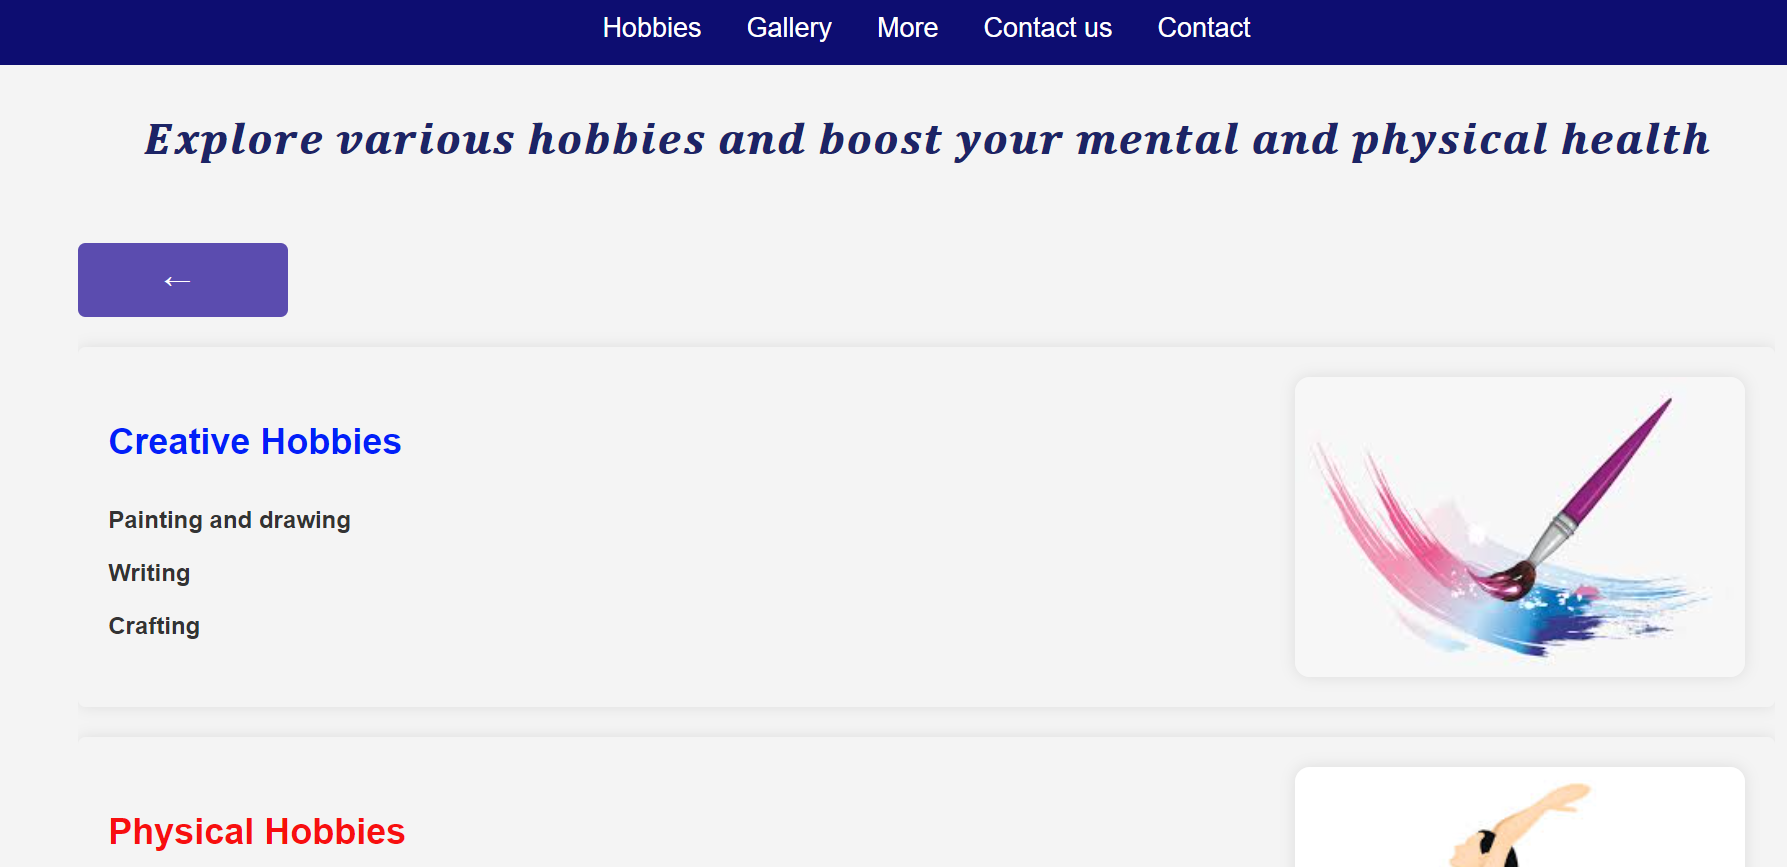 Hobbies Gallery More Contact us Contact
Explore various hobbies and boost your mental and physical health
←
Creative Hobbies
Painting and drawing
Writing
Crafting
Physical Hobbies